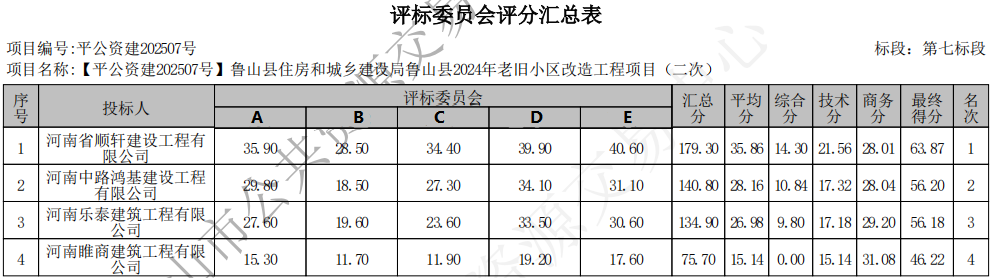 评标委员会评分汇总表
项目编号:平公资建202507号 标段：第七标段
项目名称:【平公资建202507号】鲁山县住房和城乡建设局鲁山县2024年老旧小区改造工程项目（二次）
序号 投标人 评标委员会 汇总分 平均分 综合分 技术分 商务分 最终得分 名次
A B C D E
1 河南省顺轩建设工程有限公司 35.90 28.50 34.40 39.90 40.60 179.30 35.86 14.30 21.56 28.01 63.87 1
2 河南中路鸿基建设工程有限公司 29.80 18.50 27.30 34.10 31.10 140.80 28.16 10.84 17.32 28.04 56.20 2
3 河南乐泰建筑工程有限公司 27.60 19.60 23.60 33.50 30.60 134.90 26.98 9.80 17.18 29.20 56.18 3
4 河南睢商建筑工程有限公司 15.30 11.70 11.90 19.20 17.60 75.70 15.14 0.00 15.14 31.08 46.22 4